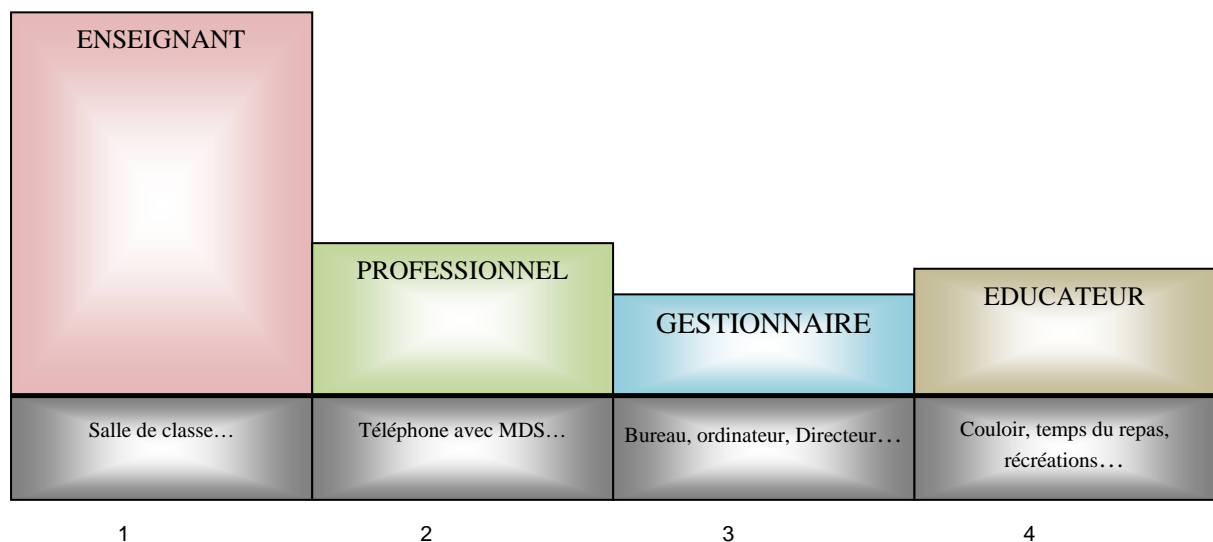 ENSEIGNANT
PROFESSIONNEL
GESTIONNAIRE
EDUCATEUR
Salle de classe…
Téléphone avec MDS…
Bureau, ordinateur, Directeur…
Couloir, temps du repas,
récréations…
1
2
3
4